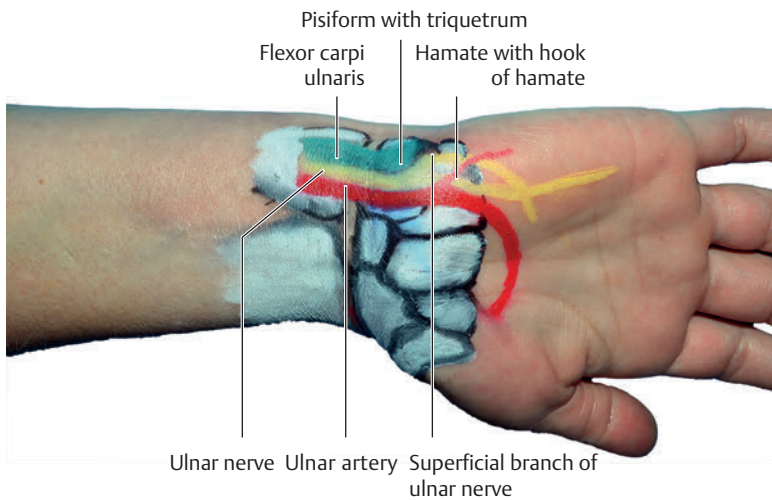 Pisiform with triquetrum
Flexor carpi
ulnaris
Hamate with hook
of hamate
Ulnar nerve
Ulnar artery
Superficial branch of
ulnar nerve